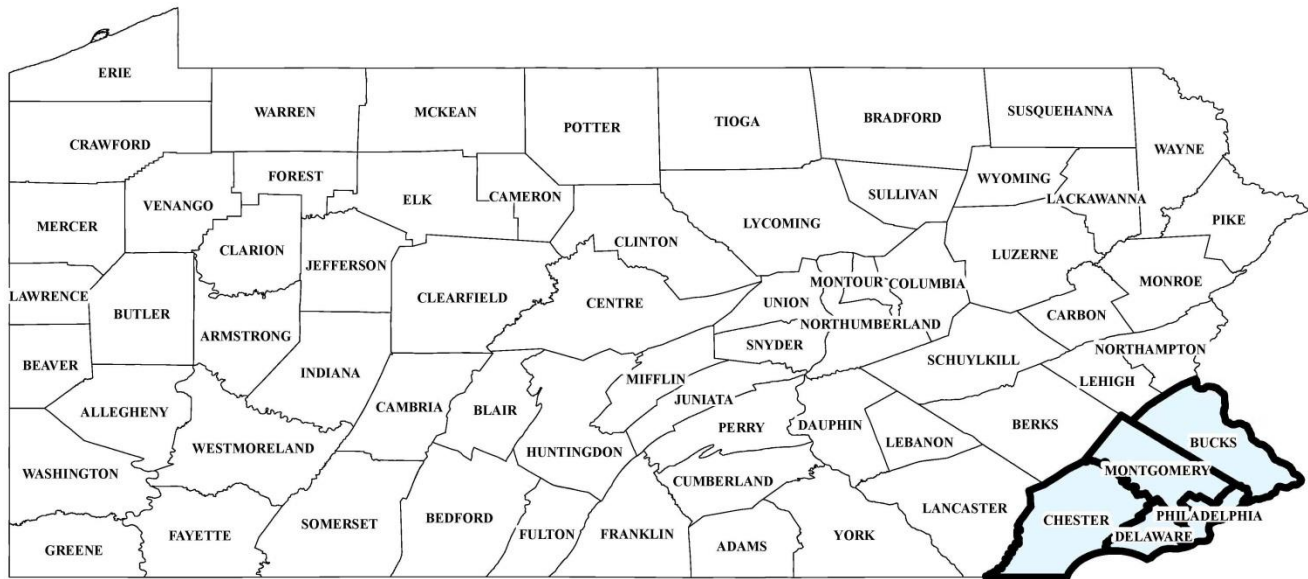 ERIE
WARREN
MCKEAN
POTTER
TIOGA
BRADFORD
SUSQUEHANNA
WAYNE
CRAWFORD
FOREST
ELK
CAMERON
SULLIVAN
WYOMING
LACKAWANNA
VENANGO
MERCER
LYCOMING
PIKE
CLARION
CLINTON
LUZERNE
JEFFERSON
MONTOUR
COLUMBIA
MONROE
LAWRENCE
CLEARFIELD
CENTRE
UNION
BUTLER
CARBON
ARMSTRONG
NORTHUMBERLAND
SNYDER
NORTHAMPTON
SCHUYLKILL
BEAVER
INDIANA
MIFFLIN
LEHIGH
JUNIATA
ALLEGHENY
CAMBRIA
BLAIR
PERRY
DAUPHIN
BERKS
LEBANON
BUCKS
WESTMORELAND
HUNTINGDON
MONTGOMERY
WASHINGTON
CUMBERLAND
LANCASTER
PHILADELPHIA
CHESTER
SOMERSET
BEDFORD
FAYETTE
FULTON
FRANKLIN
YORK
DELAWARE
ADAMS
GREENE